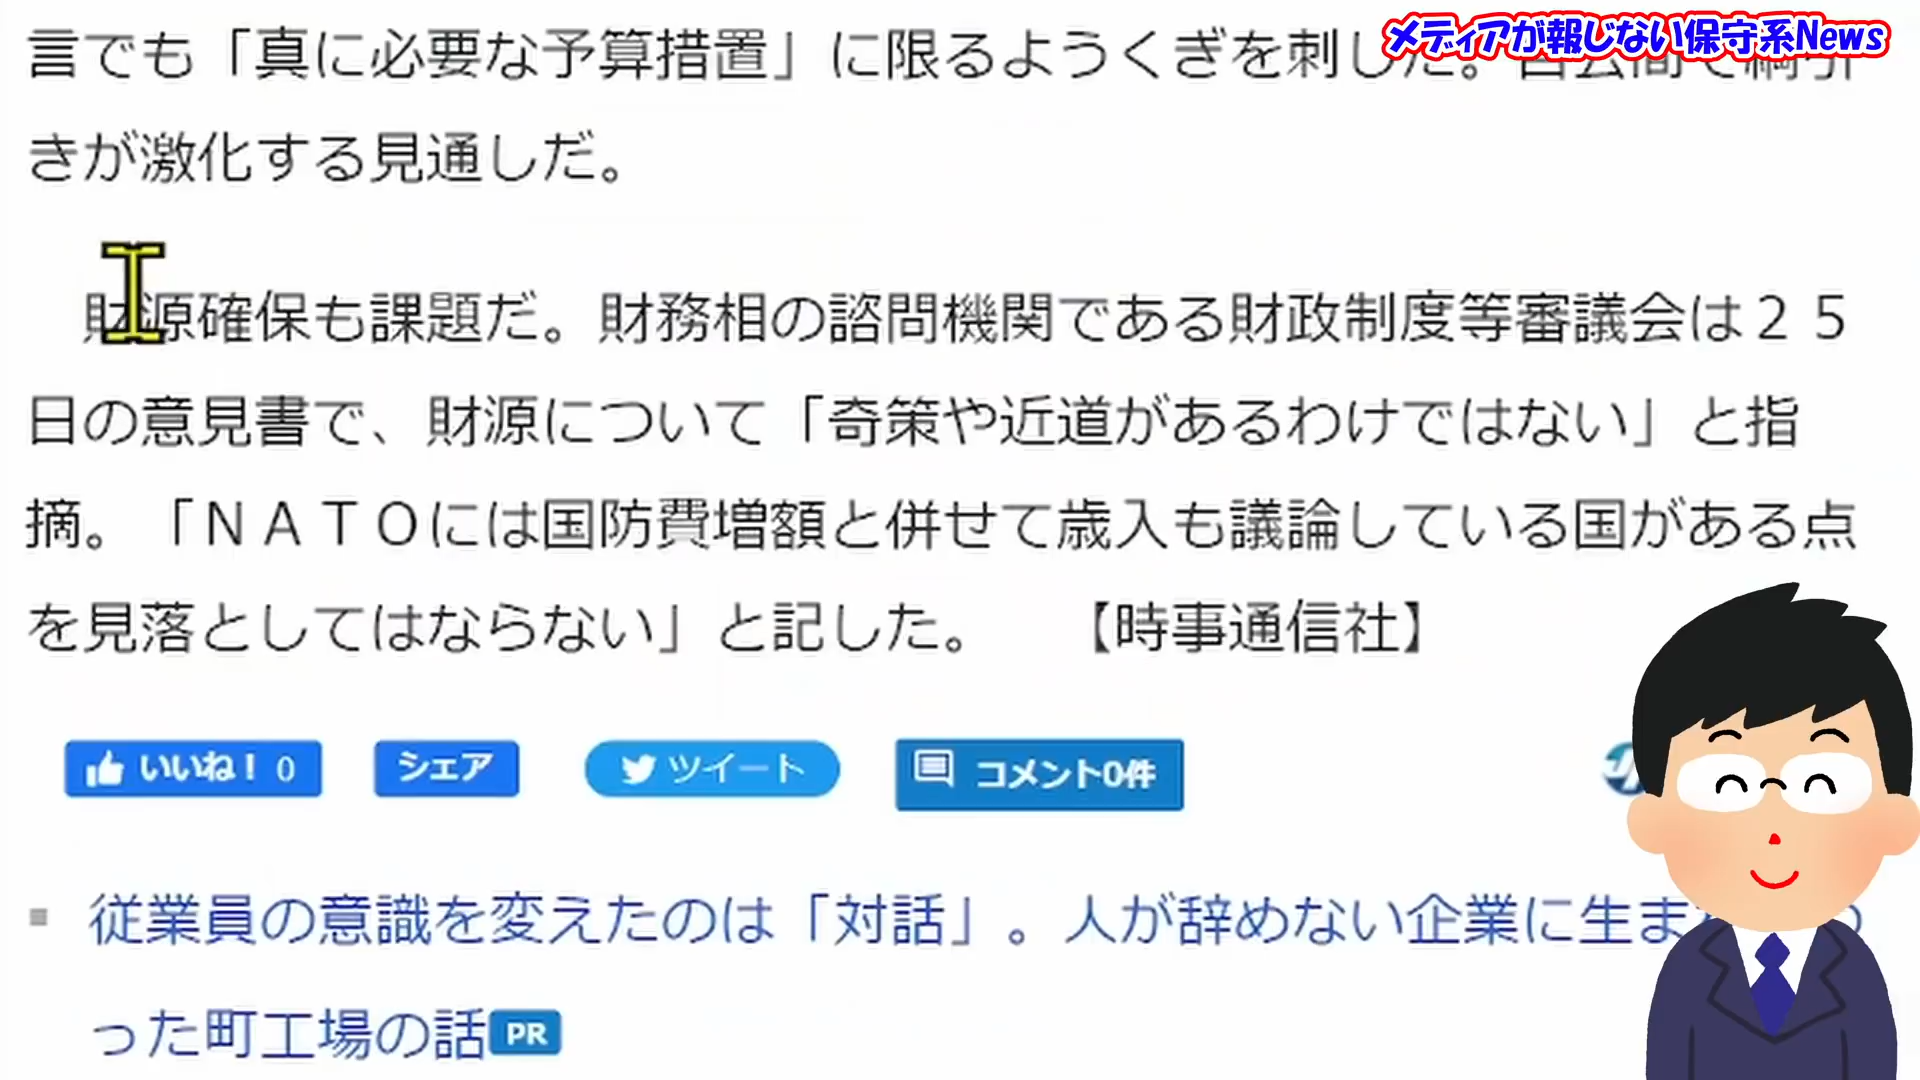 メディアが報じない保守系News
言でも「真に必要な予算措置」に限るようくぎを刺した。
きが激化する見通しだ。
財源確保も課題だ。財務相の諮問機関である財政制度等審議会は２５
日の意見書で、財源について「奇策や近道があるわけではない」と指
摘。「ＮＡＴＯには国防費増額と併せて歳入も議論している国がある点
を見落としてはならない」と記した。 【時事通信社】
いいね！ 0 シェア ツイート コメント0件
従業員の意識を変えたのは「対話」。人が辞めない企業に生ま
った町工場の話 PR